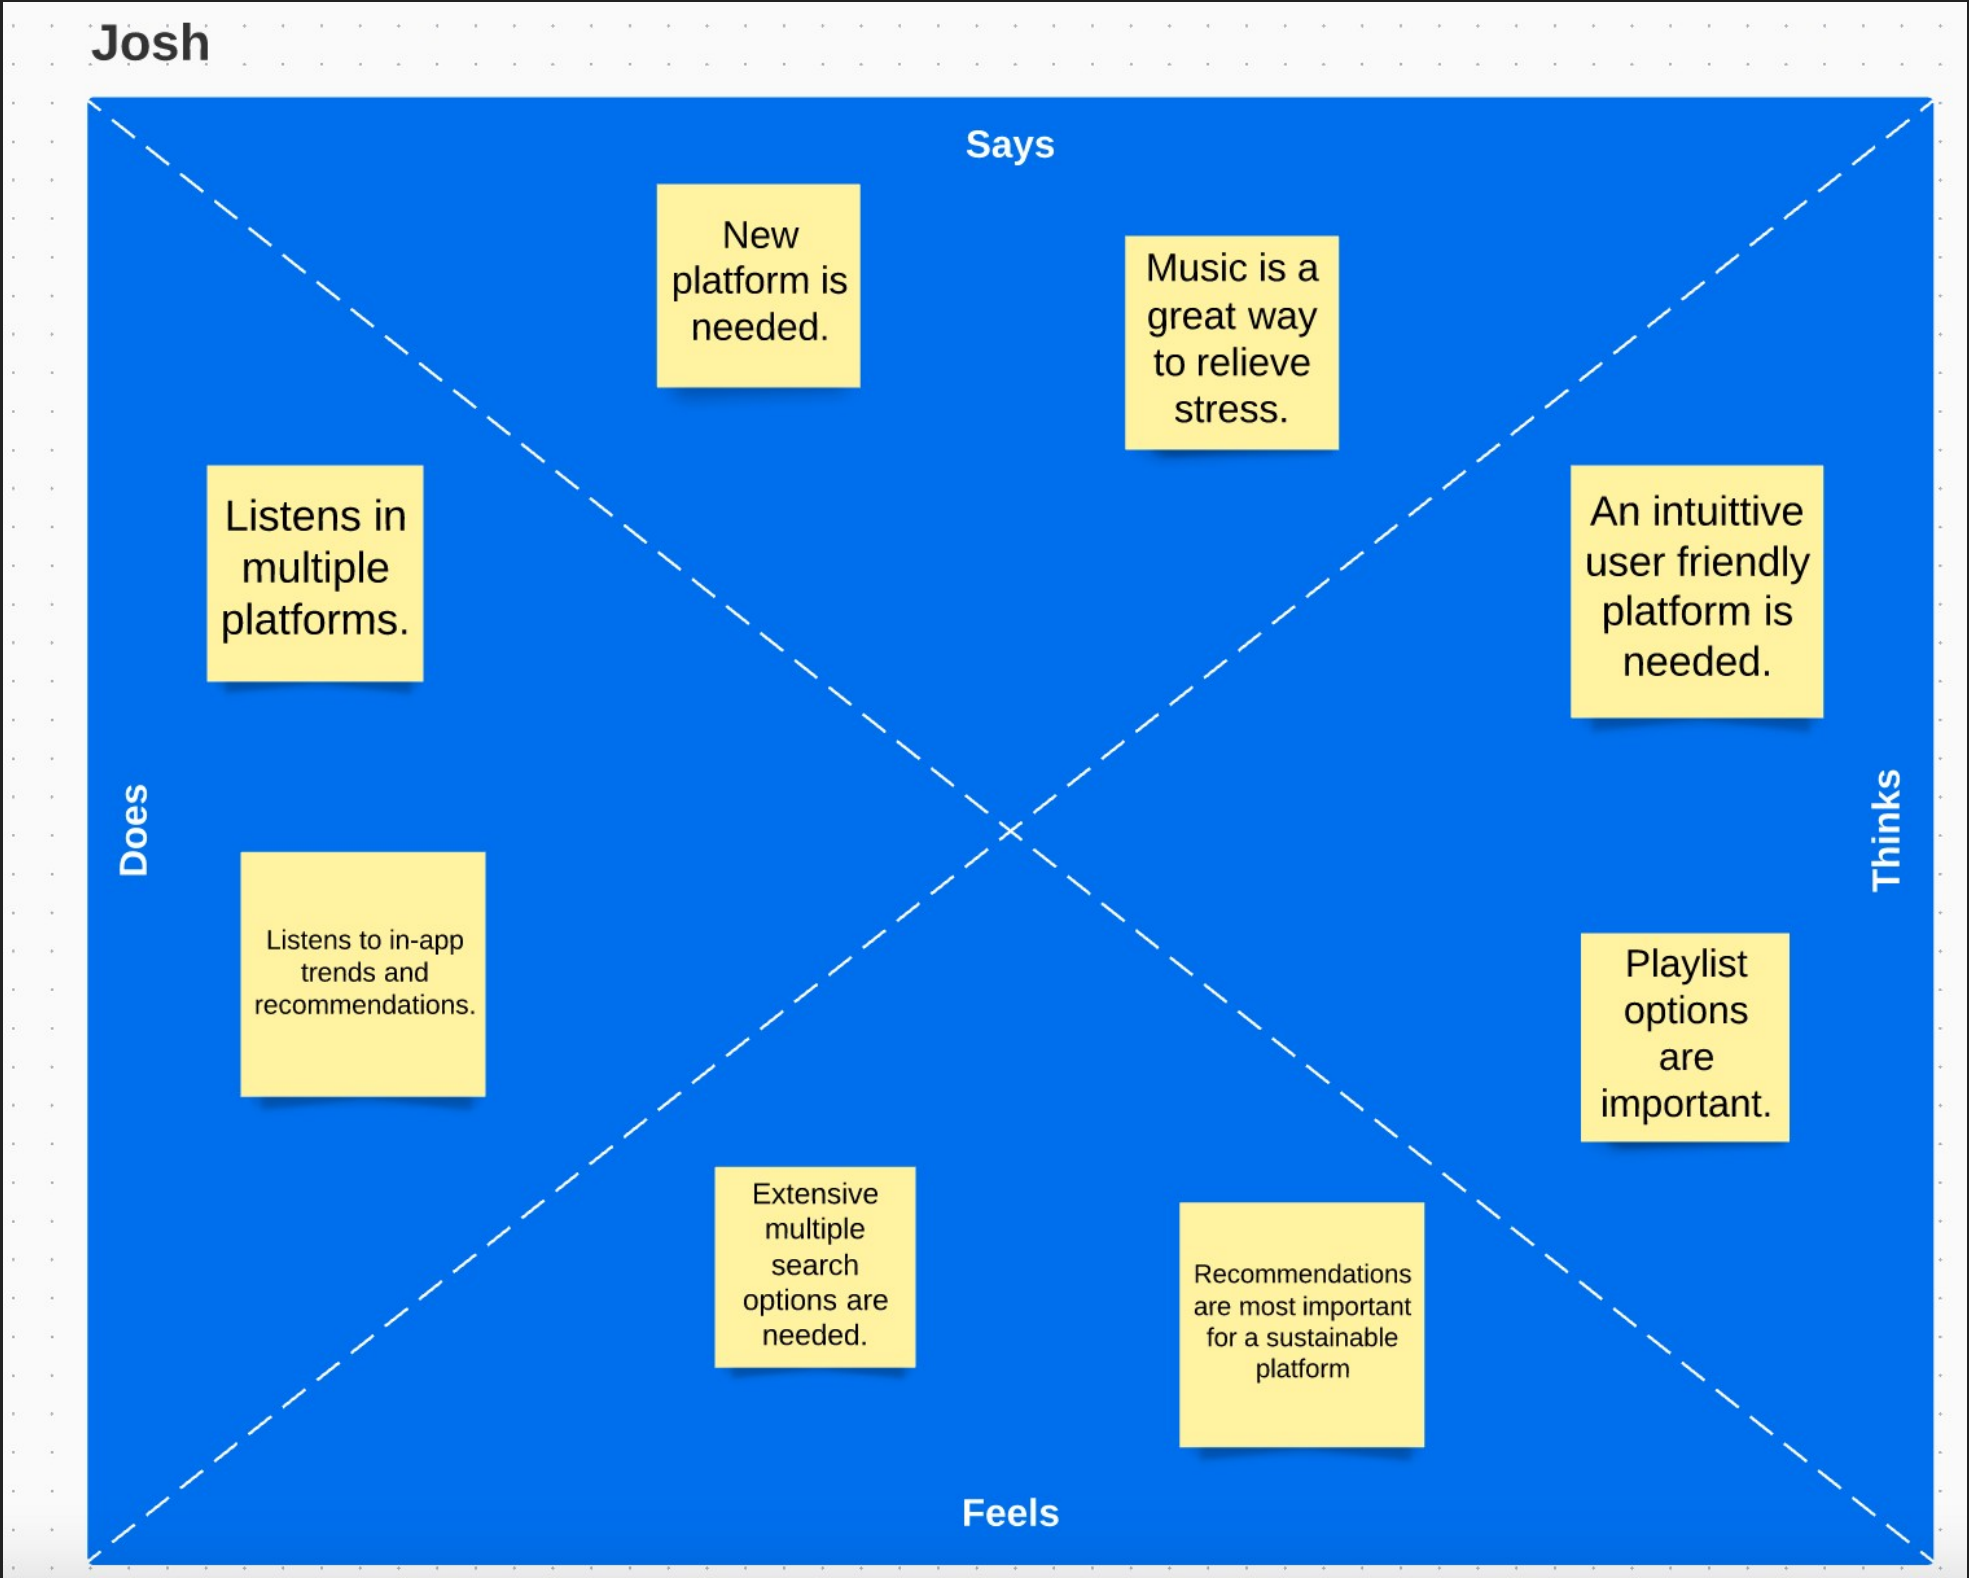 Josh
Says
New
platform is
needed.
Music is a
great way
to relieve
stress.
Listens in
multiple
platforms.
An intuittive
user friendly
platform is
needed.
Does
Thinks
Listens to in-app
trends and
recommendations.
Playlist
options
are
important.
Extensive
multiple
search
options are
needed.
Recommendations
are most important
for a sustainable
platform
Feels